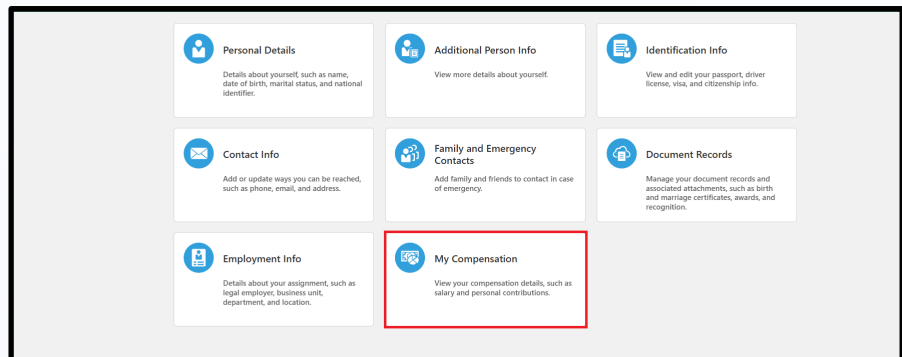 Personal Details
Details about yourself, such as name,
date of birth, marital status, and national
identifier.
Additional Person Info
View more details about yourself.
Identification Info
View and edit your passport, driver
license, visa, and citizenship info.
Contact Info
Add or update ways you can be reached,
such as phone, email, and address.
Family and Emergency
Contacts
Add family and friends to contact in case
of emergency.
Document Records
Manage your document records and
associated attachments, such as birth
and marriage certificates, awards, and
recognition.
Employment Info
Details about your assignment, such as
legal employer, business unit,
department, and location.
My Compensation
View your compensation details, such as
salary and personal contributions.